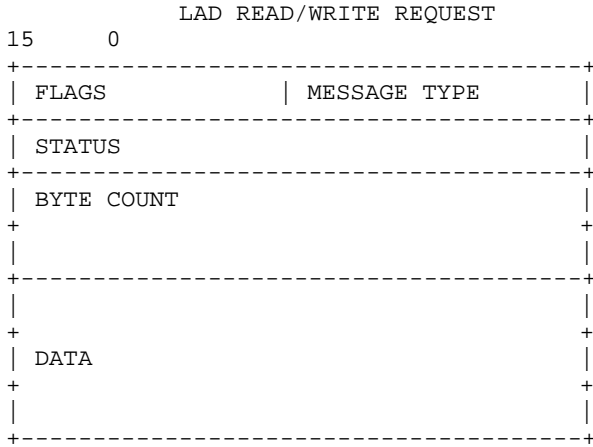 LAD READ/WRITE REQUEST
15 0
FLAGS | MESSAGE TYPE
STATUS
BYTE COUNT
DATA